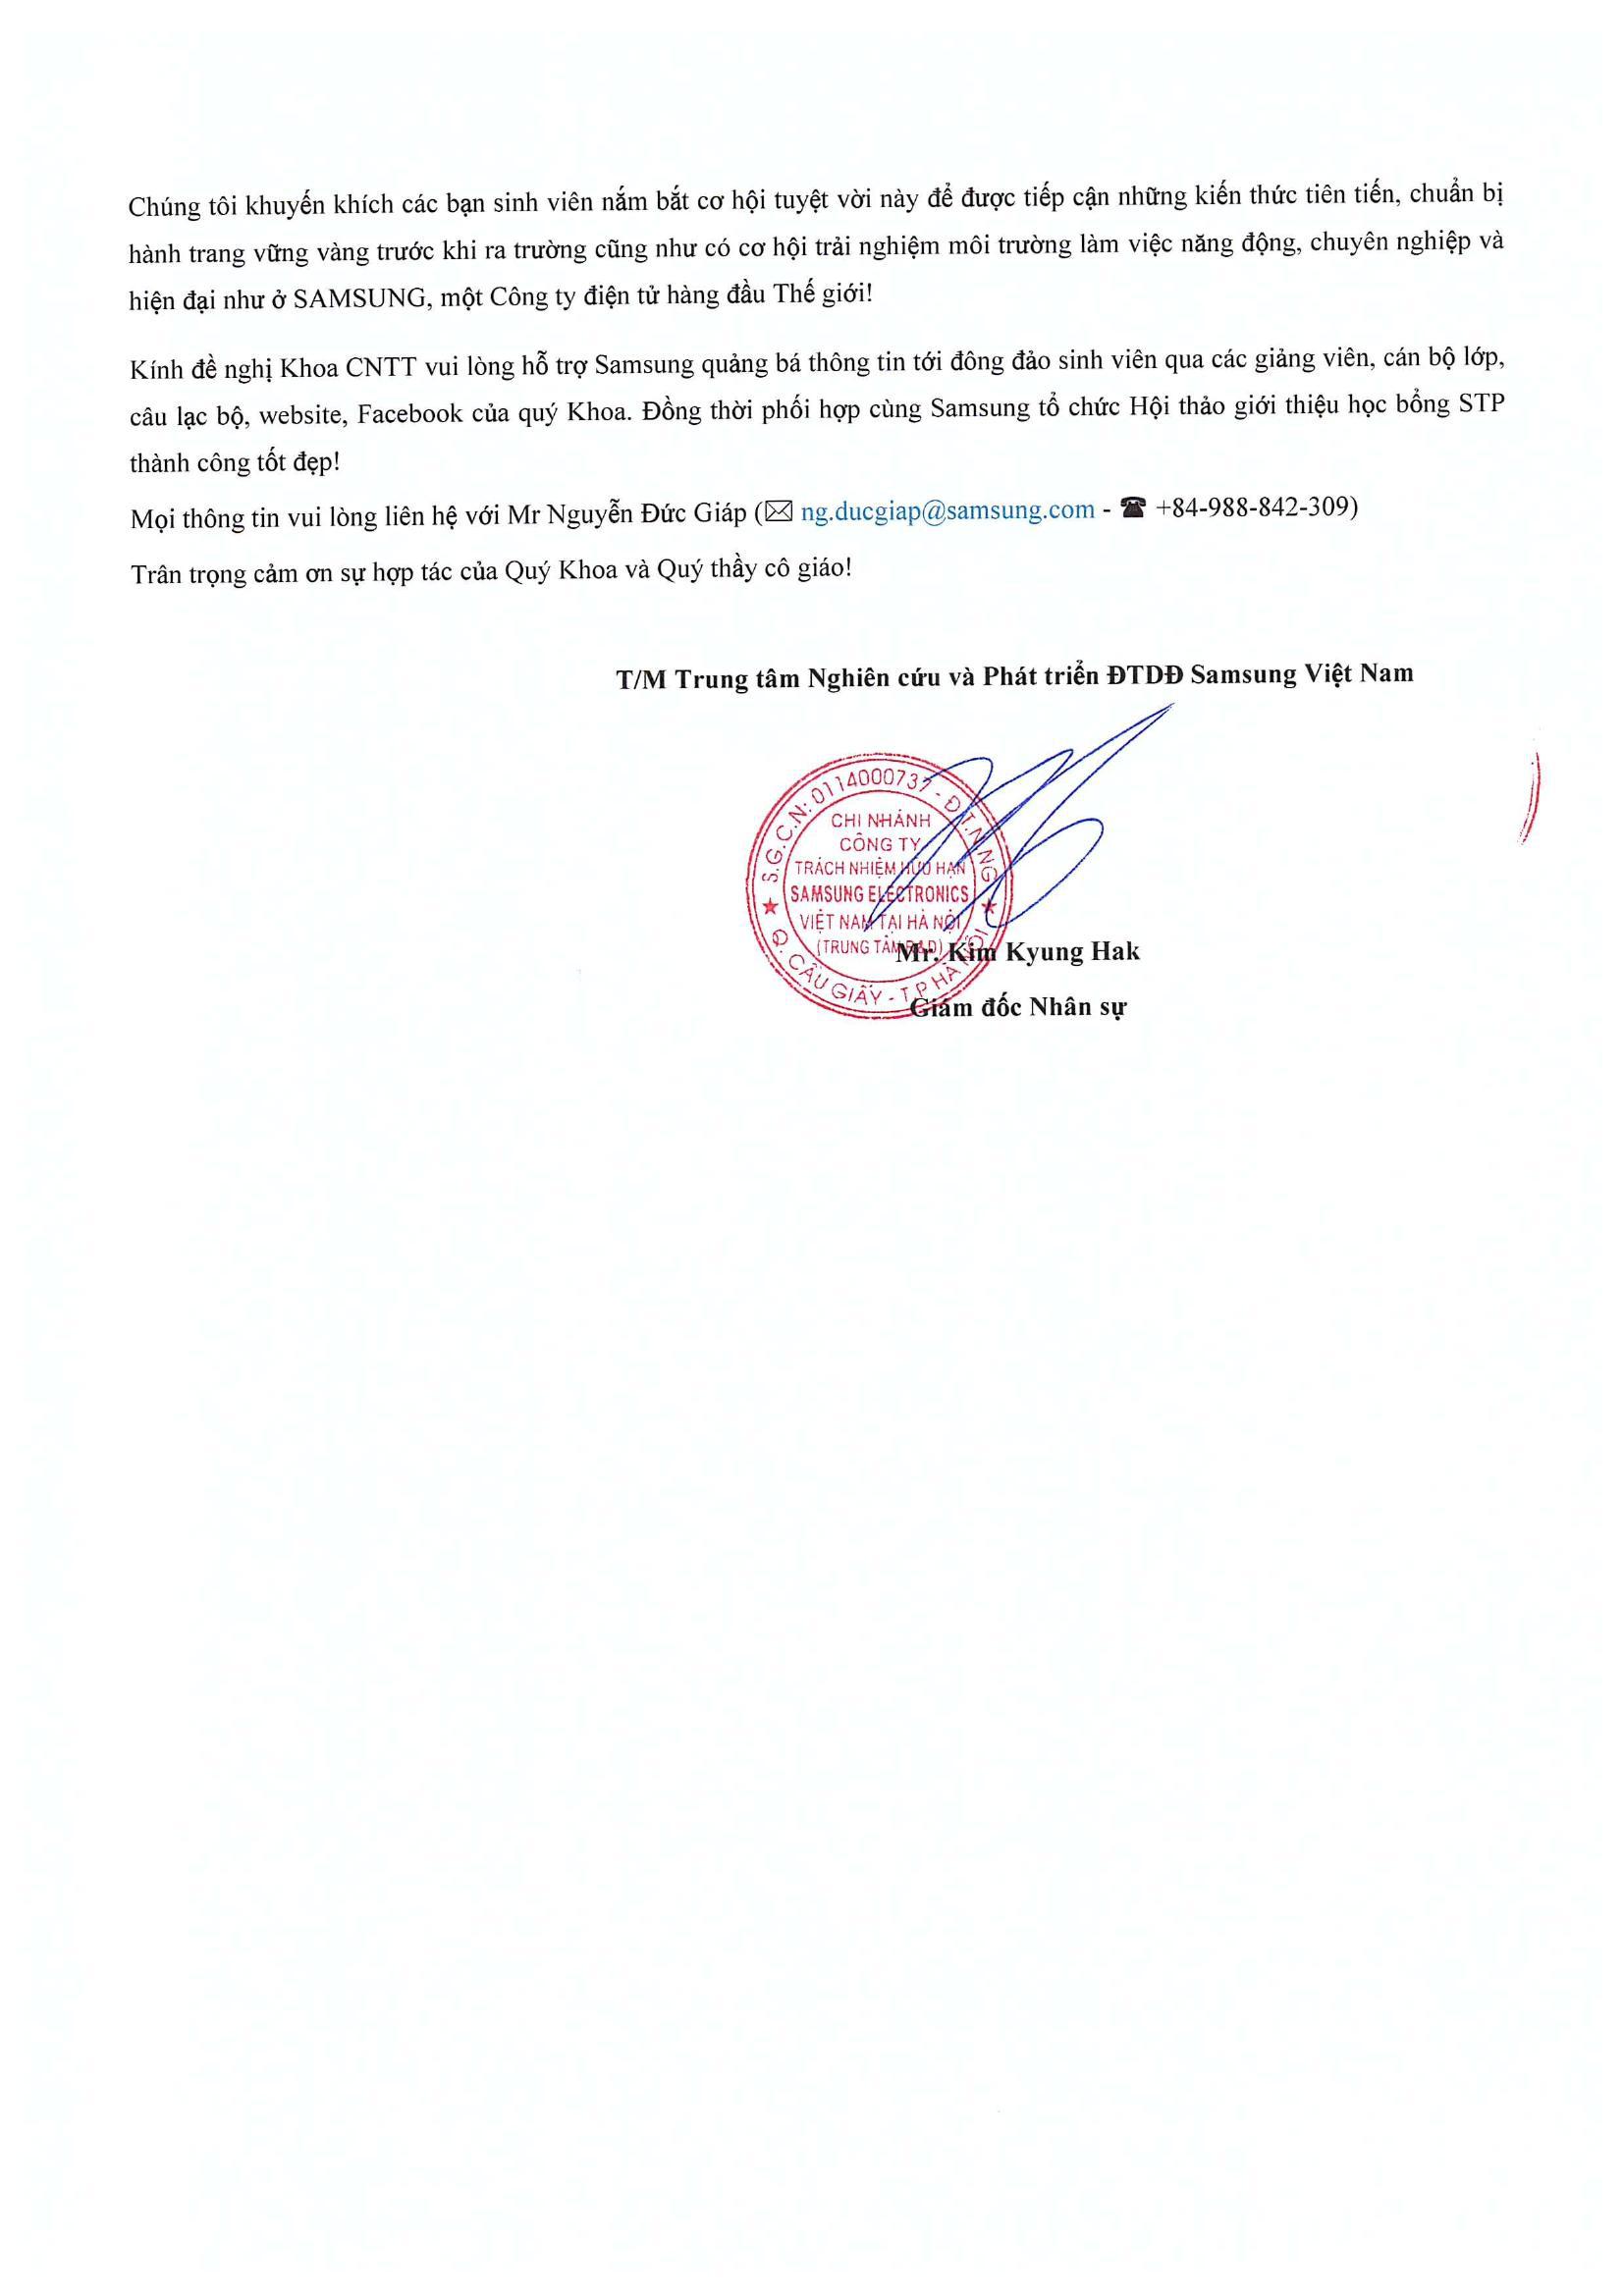 Chúng tôi khuyến khích các bạn sinh viên nắm bắt cơ hội tuyệt vời này để được tiếp cận những kiến thức tiên tiến, chuẩn bị
hành trang vững vàng trước khi ra trường cũng như có cơ hội trải nghiệm môi trường làm việc năng động, chuyên nghiệp và
hiện đại như ở SAMSUNG, một Công ty điện tử hàng đầu Thế giới!
Kính đề nghị Khoa CNTT vui lòng hỗ trợ Samsung quảng bá thông tin tới đông đảo sinh viên qua các giảng viên, cán bộ lớp,
câu lạc bộ, website, Facebook của quý Khoa. Đồng thời phối hợp cùng Samsung tổ chức Hội thảo giới thiệu học bổng STP
thành công tốt đẹp!
Mọi thông tin vui lòng liên hệ với Mr Nguyễn Đức Giáp (✉ ng.ducgiap@samsung.com - ☎ +84-988-842-309)
Trân trọng cảm ơn sự hợp tác của Quý Khoa và Quý thầy cô giáo!
T/M Trung tâm Nghiên cứu và Phát triển ĐTDĐ Samsung Việt Nam
S.G.C.N: 0114000737 - Đ.T.N.NG
CHI NHÁNH
CÔNG TY
TRÁCH NHIỆM HỮU HẠN
SAMSUNG ELECTRONICS
VIỆT NAM TẠI HÀ NỘI
(TRUNG TÂM R&D)
Q. CẦU GIẤY - T.P HÀ NỘI
Mr. Kim Kyung Hak
Giám đốc Nhân sự